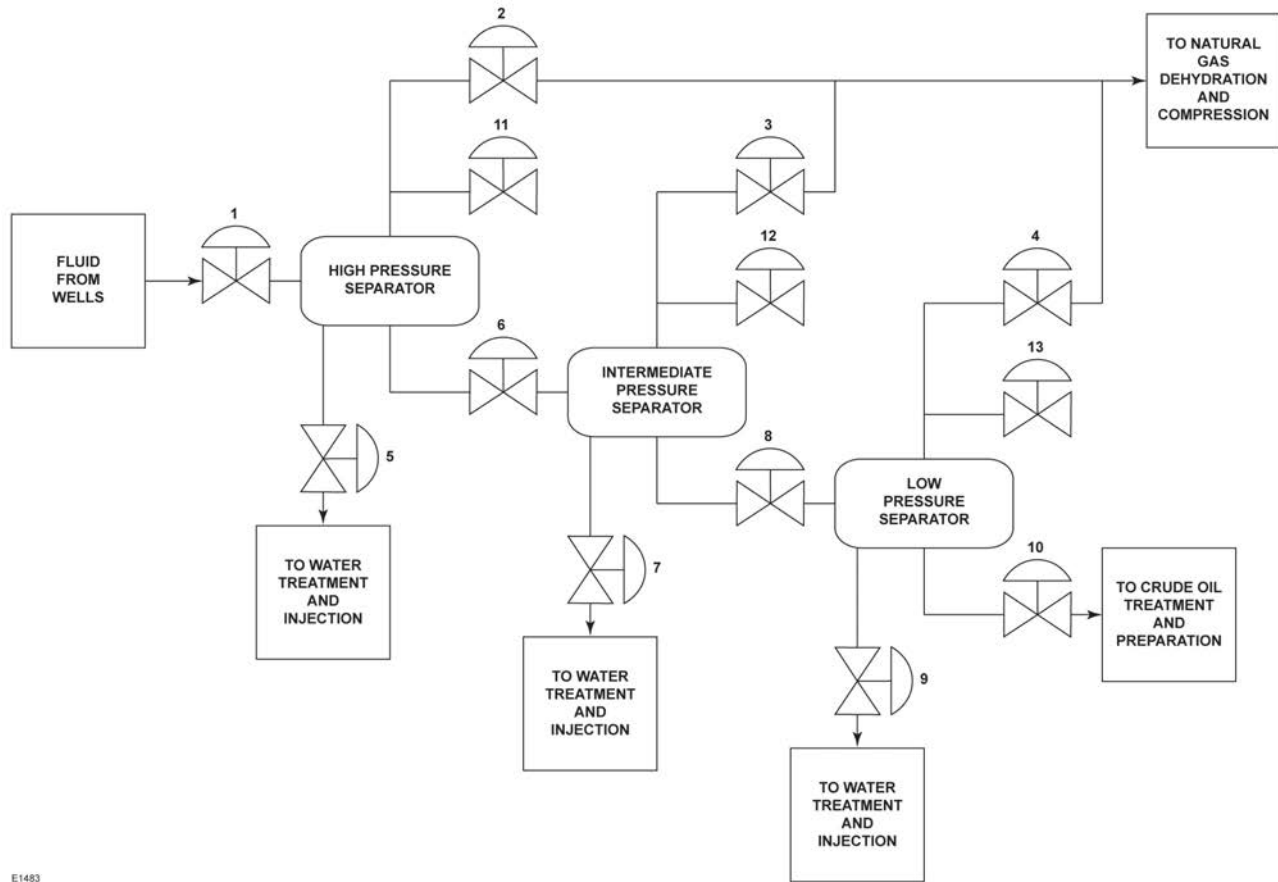 2
TO NATURAL
GAS
DEHYDRATION
AND
COMPRESSION
11
3
1
FLUID
FROM
WELLS
HIGH PRESSURE
SEPARATOR
12
4
6
INTERMEDIATE
PRESSURE
SEPARATOR
13
5
8
LOW
PRESSURE
SEPARATOR
TO WATER
TREATMENT
AND
INJECTION
7
10
TO CRUDE OIL
TREATMENT
AND
PREPARATION
TO WATER
TREATMENT
AND
INJECTION
9
TO WATER
TREATMENT
AND
INJECTION
E1483